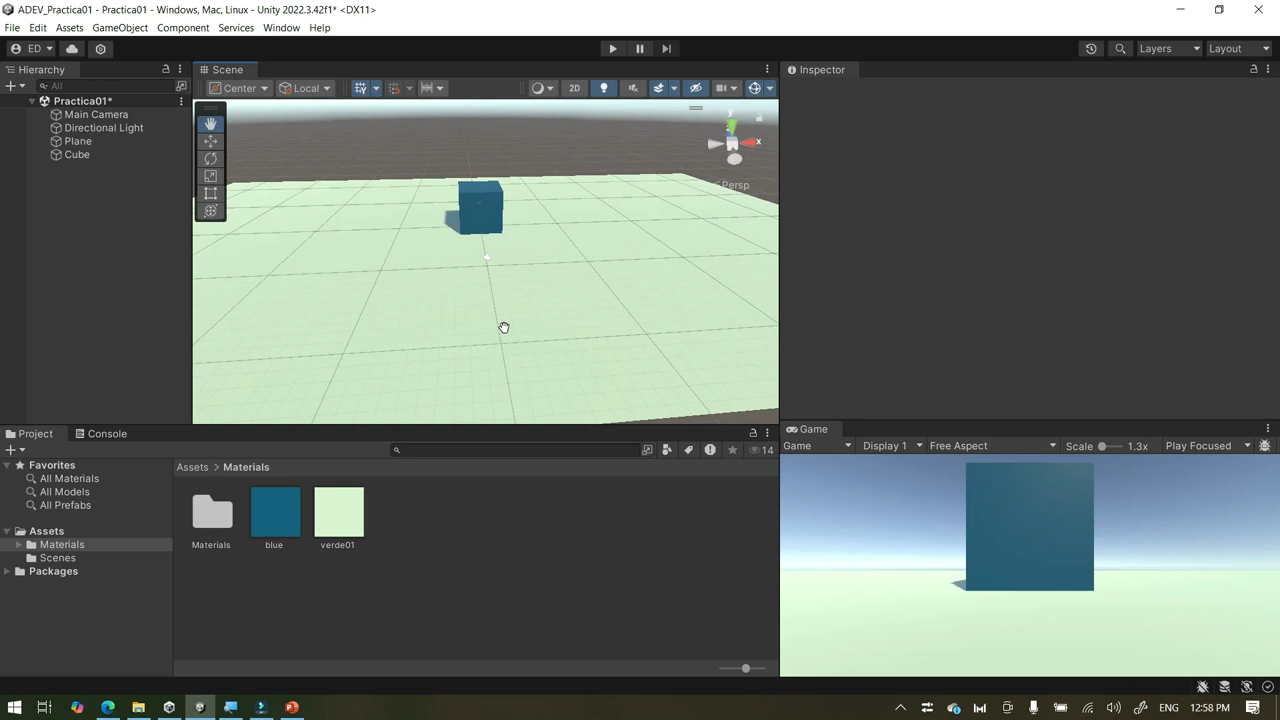 ADEV_Practica01 - Practica01 - Windows, Mac, Linux - Unity 2022.3.42f1* <DX11>
File Edit Assets GameObject Component Services Window Help
ED Layers Layout
Hierarchy Scene Inspector
All Center Local 2D
Practica01*
Main Camera
Directional Light
Plane
Cube
y
x
Persp
Game
Game Display 1 Free Aspect Scale 1.3x Play Focused
Project Console
14
Favorites
All Materials
All Models
All Prefabs
Assets
Materials
Scenes
Packages
Assets > Materials
Materials blue verde01
ENG 12:58 PM